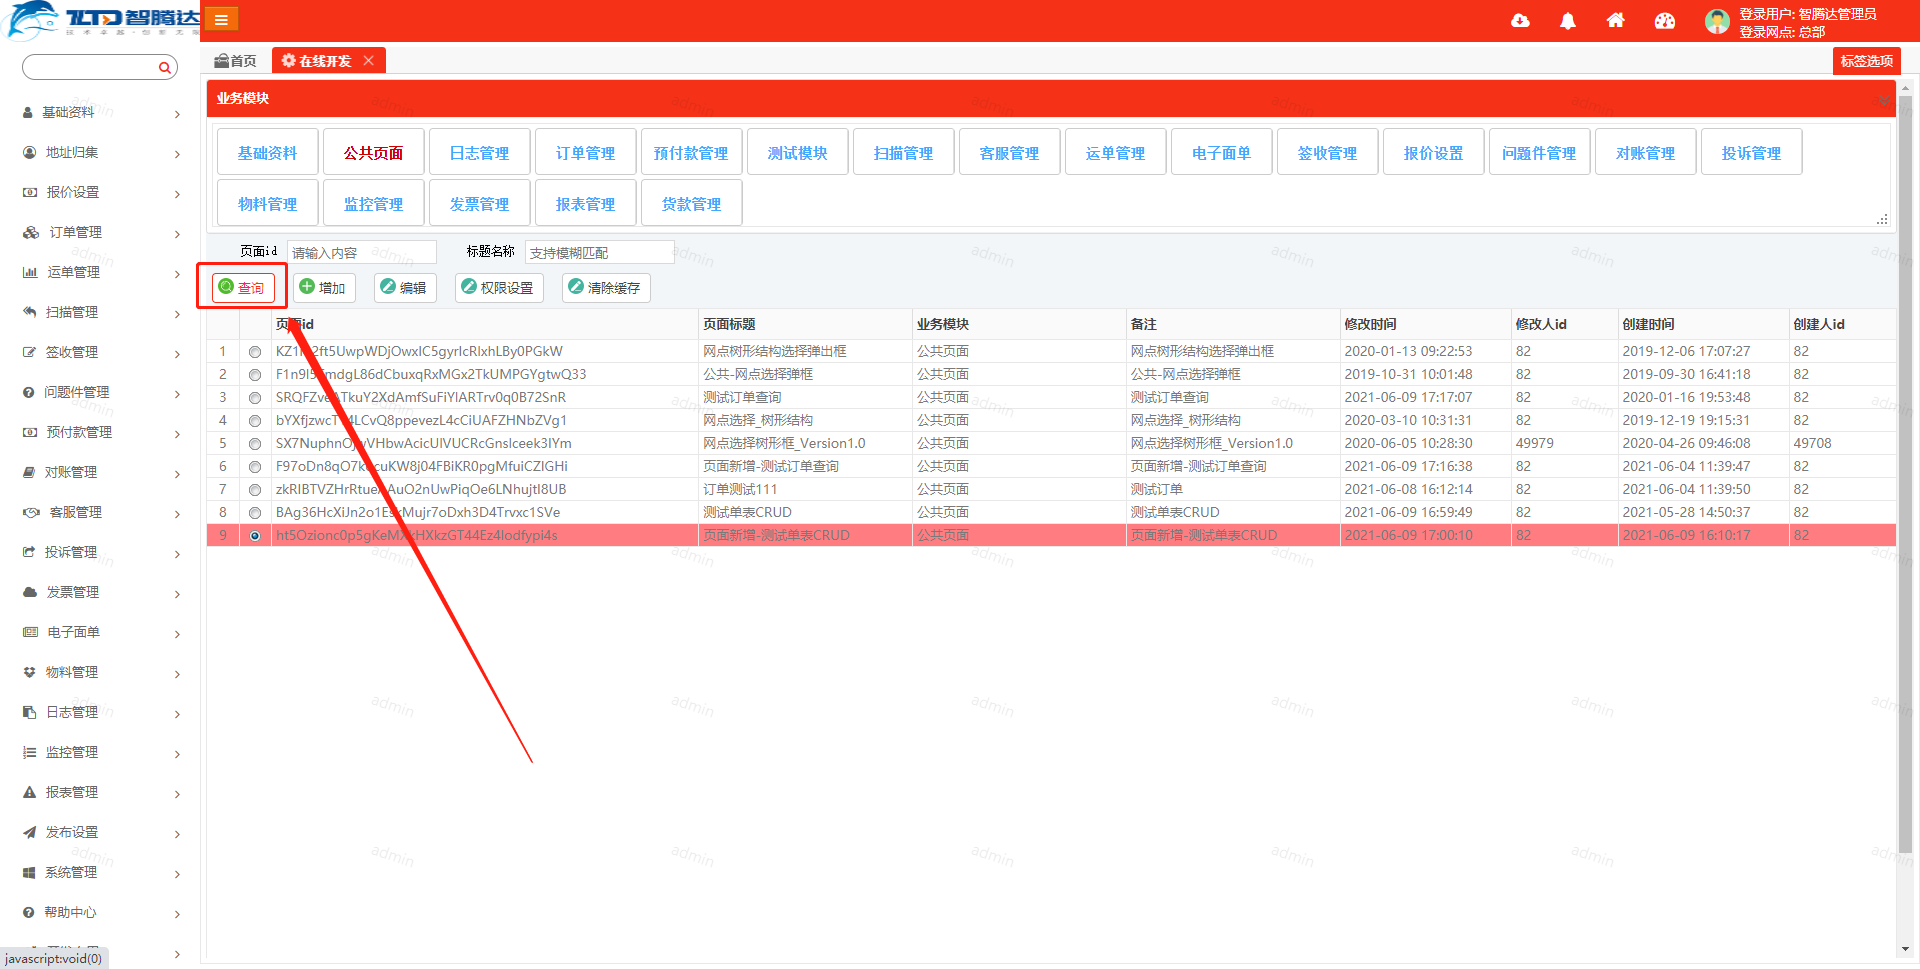 ZTD智腾达
登录用户: 智腾达管理员
登录网点: 总部
首页
在线开发
标签选项
基础资料
地址归集
报价设置
订单管理
运单管理
扫描管理
签收管理
问题件管理
预付款管理
对账管理
客服管理
投诉管理
发票管理
电子面单
物料管理
日志管理
监控管理
报表管理
发布设置
系统管理
帮助中心
javascript:void(0)
业务模块
基础资料 公共页面 日志管理 订单管理 预付款管理 测试模块 扫描管理 客服管理 运单管理 电子面单 签收管理 报价设置 问题件管理 对账管理 投诉管理
物料管理 监控管理 发票管理 报表管理 货款管理
页面id 请输入内容 标题名称 支持模糊匹配
查询 增加 编辑 权限设置 清除缓存
页面id 页面标题 业务模块 备注 修改时间 修改人id 创建时间 创建人id
1 网点树形结构选择弹出框 公共页面 网点树形结构选择弹出框 2020-01-13 09:22:53 82 2019-12-06 17:07:27 82
2 公共-网点选择弹框 公共页面 公共-网点选择弹框 2019-10-31 10:01:48 82 2019-09-30 16:41:18 82
3 测试订单查询 公共页面 测试订单查询 2021-06-09 17:17:07 82 2020-01-16 19:53:48 82
4 网点选择_树形结构 公共页面 网点选择_树形结构 2020-03-10 10:31:31 82 2019-12-19 19:15:31 82
5 网点选择树形框_Version1.0 公共页面 网点选择树形框_Version1.0 2020-06-05 10:28:30 49979 2020-04-26 09:46:08 49708
6 页面新增-测试订单查询 公共页面 页面新增-测试订单查询 2021-06-09 17:16:38 82 2021-06-04 11:39:47 82
7 订单测试111 公共页面 测试订单 2021-06-08 16:12:14 82 2021-06-04 11:39:50 82
8 测试单表CRUD 公共页面 测试单表CRUD 2021-06-09 16:59:49 82 2021-05-28 14:50:37 82
9 页面新增-测试单表CRUD 公共页面 页面新增-测试单表CRUD 2021-06-09 17:00:10 82 2021-06-09 16:10:17 82
admin